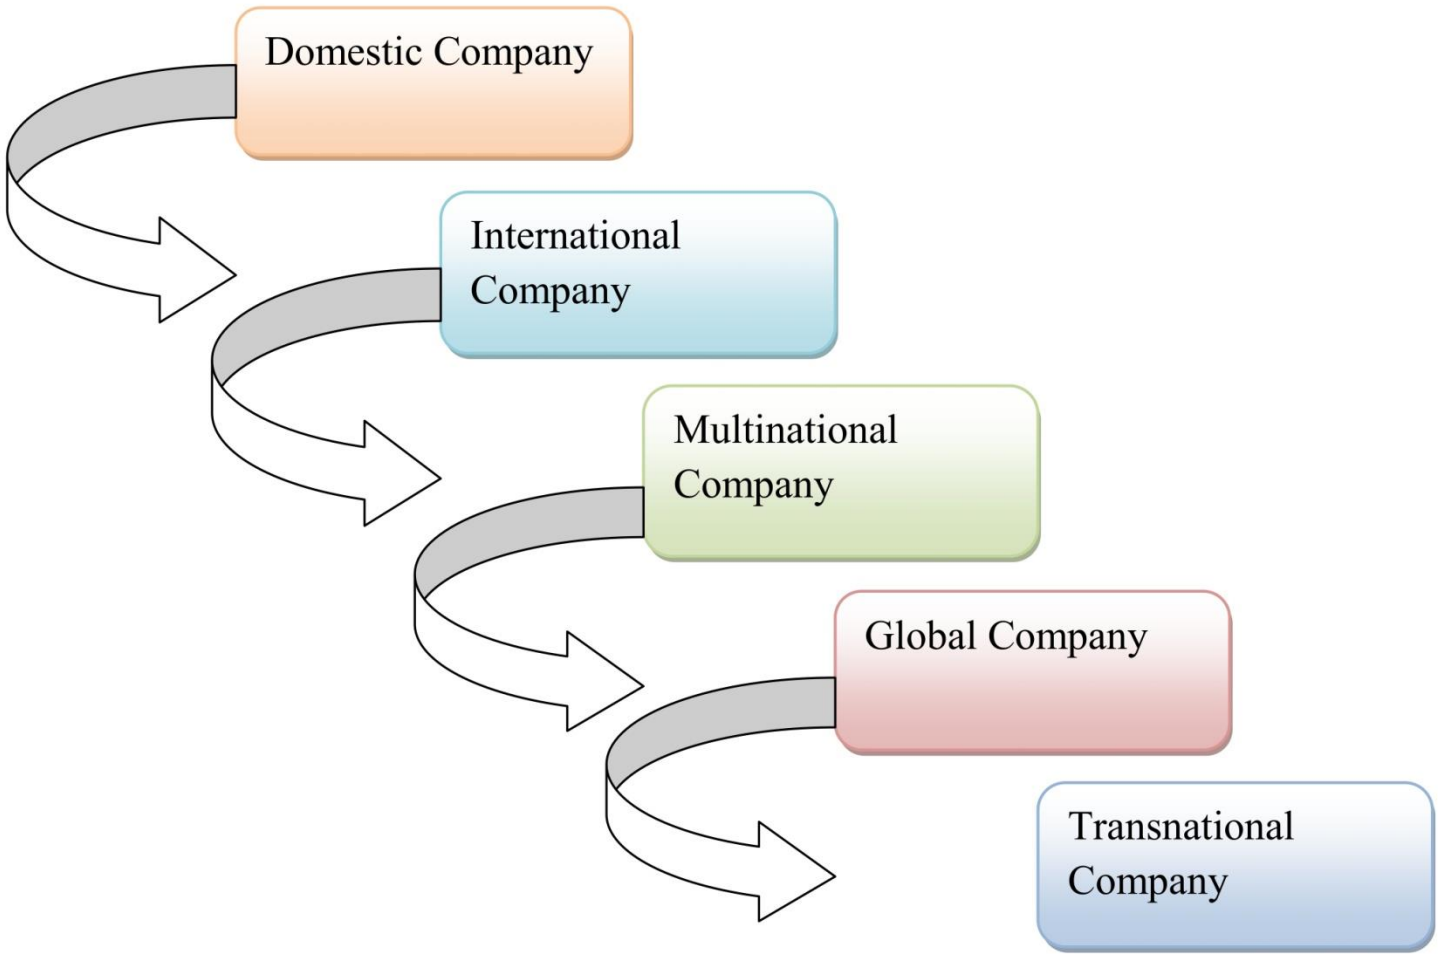 Domestic Company
International
Company
Multinational
Company
Global Company
Transnational
Company